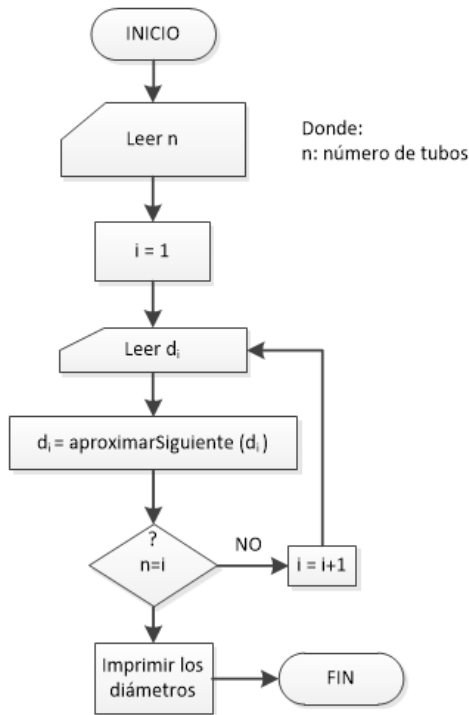 INICIO
Leer n
Donde:
n: número de tubos
i = 1
Leer dᵢ
dᵢ = aproximarSiguiente (dᵢ)
?
n=i
NO
i = i+1
Imprimir los
diámetros
FIN